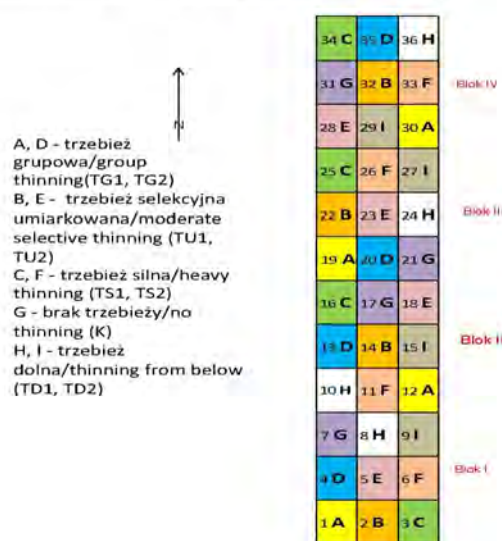 N
A, D - trzebież
grupowa/group
thinning(TG1, TG2)
B, E - trzebież selekcyjna
umiarkowana/moderate
selective thinning (TU1,
TU2)
C, F - trzebież silna/heavy
thinning (TS1, TS2)
G - brak trzebieży/no
thinning (K)
H, I - trzebież
dolna/thinning from below
(TD1, TD2)
34 C 35 D 36 H
31 G 32 B 33 F Blok IV
28 E 29 I 30 A
25 C 26 F 27 I
22 B 23 E 24 H Blok II
19 A 20 D 21 G
16 C 17 G 18 E
13 D 14 B 15 I Blok I
10 H 11 F 12 A
7 G 8 H 9 I
4 D 5 E 6 F Blok I
1 A 2 B 3 C